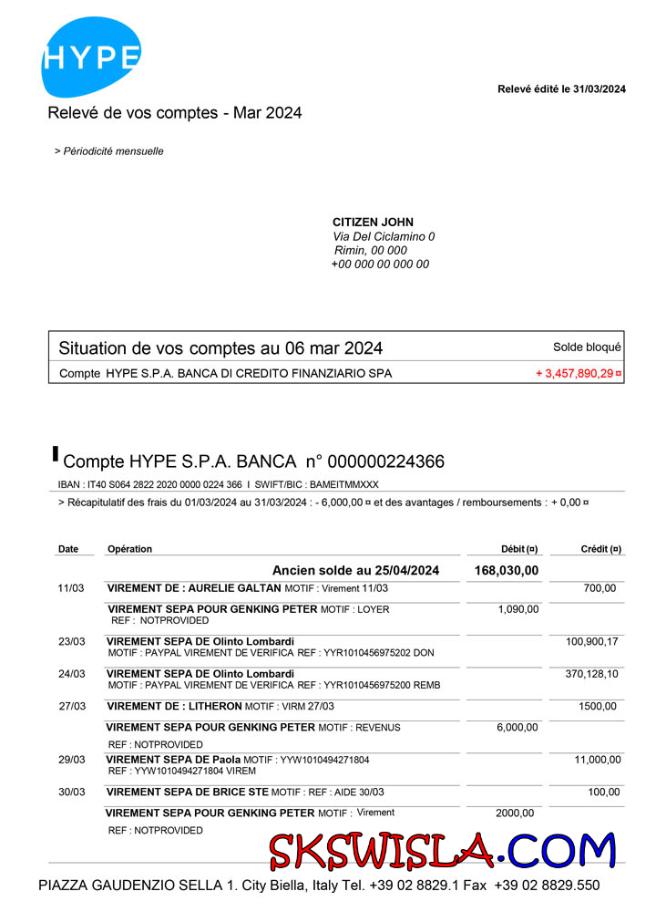 HYPE
Relevé édité le 31/03/2024
Relevé de vos comptes - Mar 2024
> Périodicité mensuelle
CITIZEN JOHN
Via Del Ciclamino 0
Rimin, 00 000
+00 000 00 000 00
Situation de vos comptes au 06 mar 2024 Solde bloqué
Compte HYPE S.P.A. BANCA DI CREDITO FINANZIARIO SPA + 3,457,890,29 ¤
Compte HYPE S.P.A. BANCA n° 000000224366
IBAN : IT40 S064 2822 2020 0000 0224 366 I SWIFT/BIC : BAMEITMMXXX
> Récapitulatif des frais du 01/03/2024 au 31/03/2024 : - 6,000,00 ¤ et des avantages / remboursements : + 0,00 ¤
Date Opération Débit (¤) Crédit (¤)
Ancien solde au 25/04/2024 168,030,00
11/03 VIREMENT DE : AURELIE GALTAN MOTIF : Virement 11/03 700,00
VIREMENT SEPA POUR GENKING PETER MOTIF : LOYER 1,090,00
REF : NOTPROVIDED
23/03 VIREMENT SEPA DE Olinto Lombardi 100,900,17
MOTIF : PAYPAL VIREMENT DE VERIFICA REF : YYR1010456975202 DON
24/03 VIREMENT SEPA DE Olinto Lombardi 370,128,10
MOTIF : PAYPAL VIREMENT DE VERIFICA REF : YYR1010456975200 REMB
27/03 VIREMENT DE : LITHERON MOTIF : VIRM 27/03 1500,00
VIREMENT SEPA POUR GENKING PETER MOTIF : REVENUS 6,000,00
REF : NOTPROVIDED
29/03 VIREMENT SEPA DE Paola MOTIF : YYW1010494271804 11,000,00
REF : YYW1010494271804 VIREM
30/03 VIREMENT SEPA DE BRICE STE MOTIF : REF : AIDE 30/03 100,00
VIREMENT SEPA POUR GENKING PETER MOTIF : Virement 2000,00
REF : NOTPROVIDED
SKSWISLA.COM
PIAZZA GAUDENZIO SELLA 1. City Biella, Italy Tel. +39 02 8829.1 Fax +39 02 8829.550